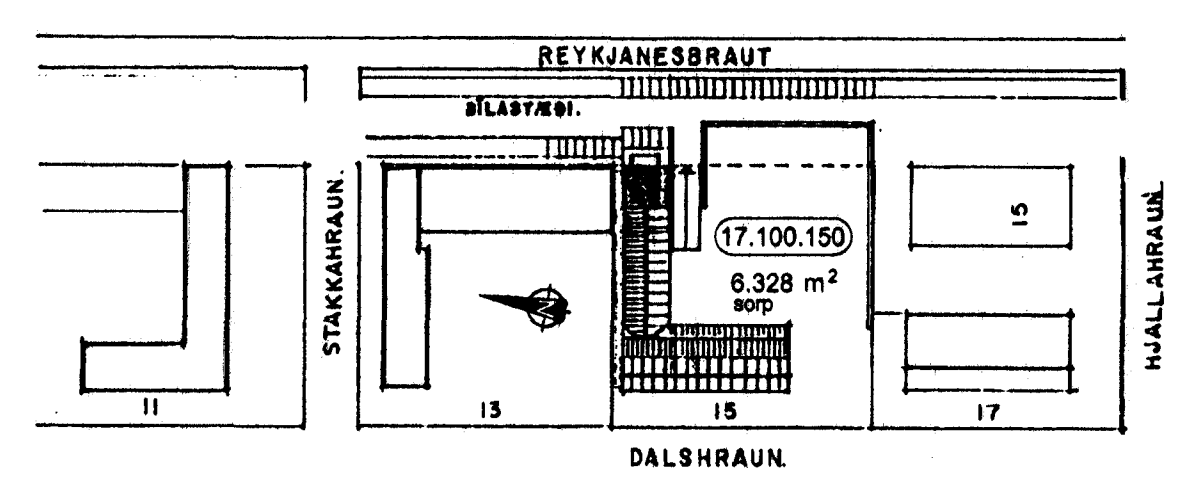 REYKJANESBRAUT
BÍLASTÆÐI.
STAKKAHRAUN.
15
HJALLAHRAUN.
17.100.150
6.328 m²
sorp
N
11
13
15
17
DALSHRAUN.